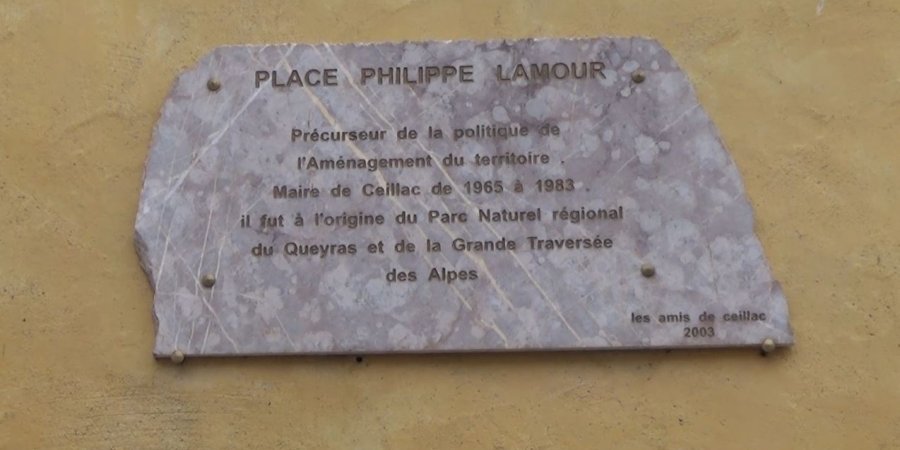 PLACE PHILIPPE LAMOUR
Précurseur de la politique de
l'Aménagement du territoire .
Maire de Ceillac de 1965 à 1983 .
il fut à l'origine du Parc Naturel régional
du Queyras et de la Grande Traversée
des Alpes
les amis de ceillac
2003